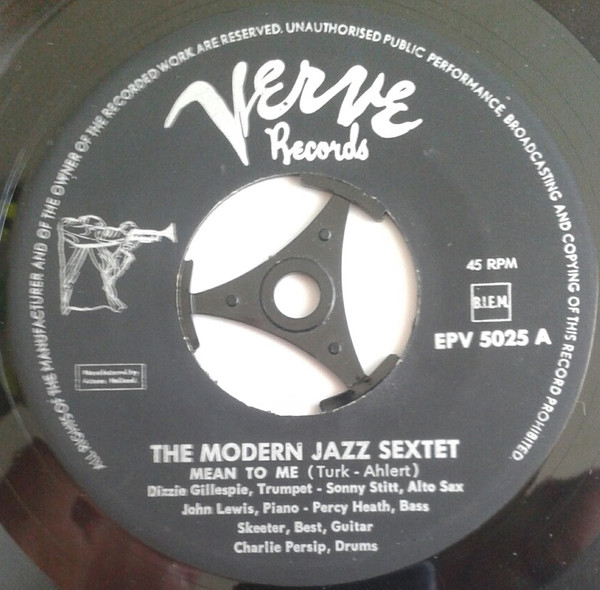 ALL RIGHTS OF THE MANUFACTURER AND OF THE OWNER OF THE RECORDED WORK ARE RESERVED. UNAUTHORISED PUBLIC PERFORMANCE, BROADCASTING AND COPYING OF THIS RECORD PROHIBITED.
Verve
Records
45 RPM
B.I.E.M.
EPV 5025 A
Manufactured by
THE MODERN JAZZ SEXTET
MEAN TO ME (Turk - Ahlert)
Dizzie Gillespie, Trumpet - Sonny Stitt, Alto Sax
John Lewis, Piano - Percy Heath, Bass
Skeeter, Best, Guitar
Charlie Persip, Drums